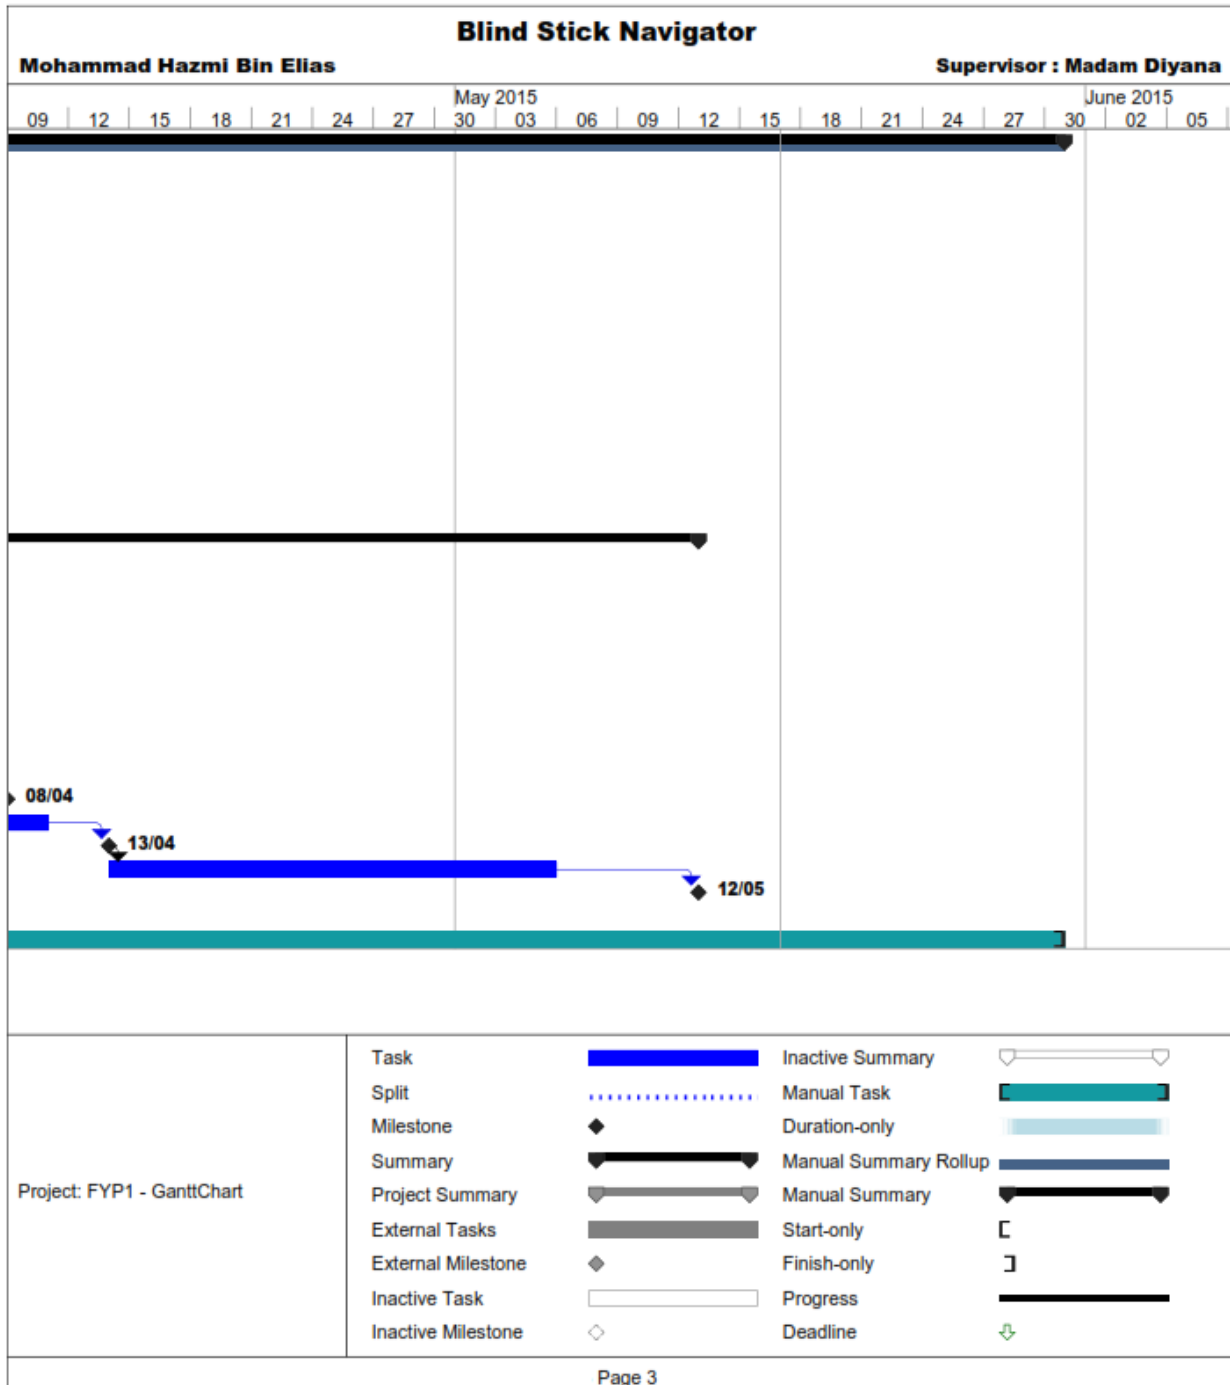 Blind Stick Navigator
Mohammad Hazmi Bin Elias Supervisor : Madam Diyana
May 2015 June 2015
09 12 15 18 21 24 27 30 03 06 09 12 15 18 21 24 27 30 02 05
08/04
13/04
12/05
Project: FYP1 - GanttChart
Task
Split
Milestone
Summary
Project Summary
External Tasks
External Milestone
Inactive Task
Inactive Milestone
Inactive Summary
Manual Task
Duration-only
Manual Summary Rollup
Manual Summary
Start-only
Finish-only
Progress
Deadline
Page 3